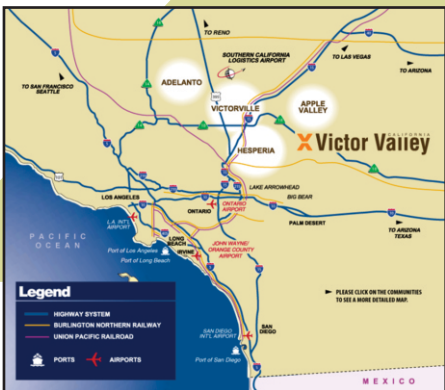 TO RENO
TO LAS VEGAS
SOUTHERN CALIFORNIA
LOGISTICS AIRPORT
TO ARIZONA
ADELANTO
TO SAN FRANCISCO
SEATTLE
VICTORVILLE
APPLE
VALLEY
CALIFORNIA
Victor Valley
HESPERIA
LAKE ARROWHEAD
BIG BEAR
LOS ANGELES
ONTARIO
ONTARIO
AIRPORT
L.A. INT'L
AIRPORT
PALM DESERT
TO ARIZONA
TEXAS
PACIFIC
OCEAN
LONG
BEACH
IRVINE
JOHN WAYNE/
ORANGE COUNTY
AIRPORT
Port of Los Angeles
Port of Long Beach
PLEASE CLICK ON THE COMMUNITIES
TO SEE A MORE DETAILED MAP.
Legend
HIGHWAY SYSTEM
BURLINGTON NORTHERN RAILWAY
UNION PACIFIC RAILROAD
PORTS
AIRPORTS
SAN DIEGO
INT'L AIRPORT
SAN
DIEGO
Port of San Diego
MEXICO